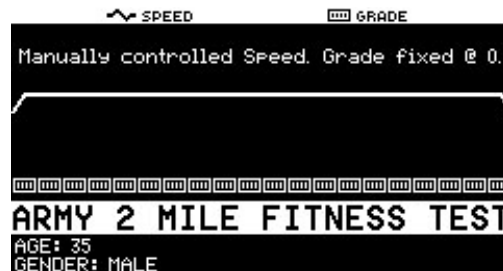 SPEED GRADE
Manually controlled Speed. Grade fixed @ 0.
ARMY 2 MILE FITNESS TEST
AGE: 35
GENDER: MALE